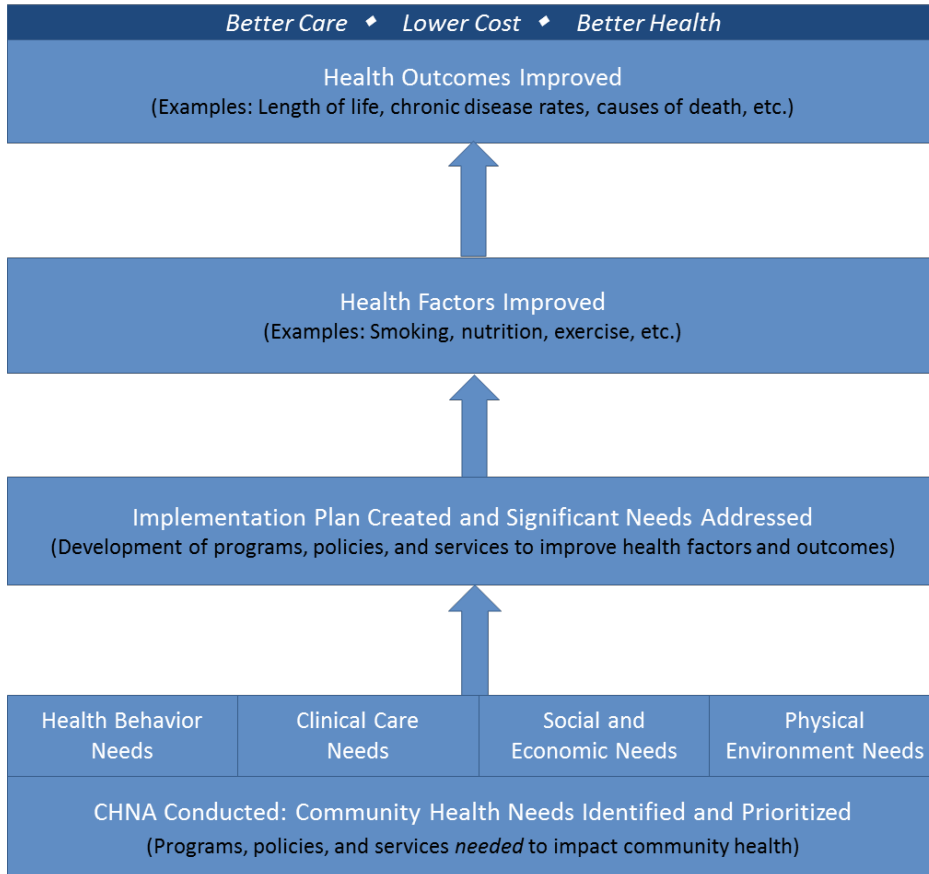 Better Care ◆ Lower Cost ◆ Better Health
Health Outcomes Improved
(Examples: Length of life, chronic disease rates, causes of death, etc.)
Health Factors Improved
(Examples: Smoking, nutrition, exercise, etc.)
Implementation Plan Created and Significant Needs Addressed
(Development of programs, policies, and services to improve health factors and outcomes)
Health Behavior
Needs
Clinical Care
Needs
Social and
Economic Needs
Physical
Environment Needs
CHNA Conducted: Community Health Needs Identified and Prioritized
(Programs, policies, and services needed to impact community health)